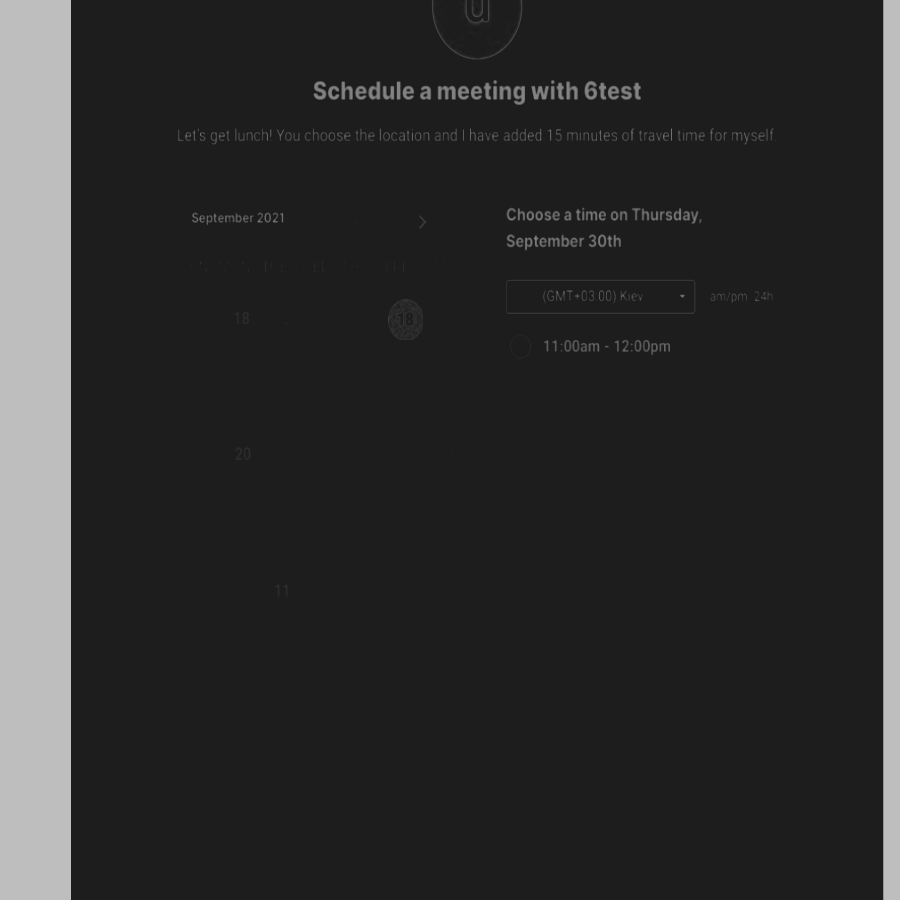 u
Schedule a meeting with 6test
Let's get lunch! You choose the location and I have added 15 minutes of travel time for myself
September 2021
18
18
20
11
Choose a time on Thursday,
September 30th
(GMT+03:00) Kiev
am/pm 24h
11:00am - 12:00pm